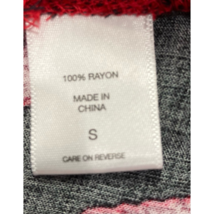 100% RAYON
MADE IN
CHINA
S
CARE ON REVERSE